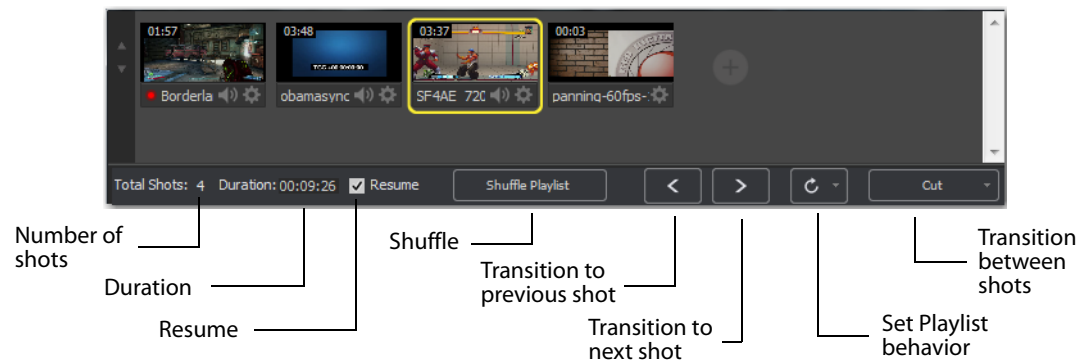 01:57
03:48
03:37
00:03
Borderla
obamasync
SF4AE_720
panning-60fps-
Total Shots: 4 Duration: 00:09:26 Resume Shuffle Playlist < > Cut
Number of
shots
Duration
Resume
Shuffle
Transition to
previous shot
Transition to
next shot
Set Playlist
behavior
Transition
between
shots